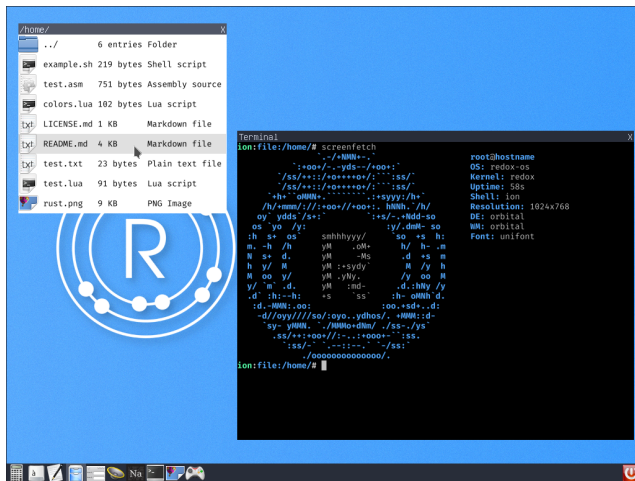 /home/ X
../ 6 entries Folder
example.sh 219 bytes Shell script
test.asm 751 bytes Assembly source
colors.lua 102 bytes Lua script
LICENSE.md 1 KB Markdown file
README.md 4 KB Markdown file
test.txt 23 bytes Plain text file
test.lua 91 bytes Lua script
rust.png 9 KB PNG Image
R
Terminal X
ion:file:/home/# screenfetch
root@hostname
OS: redox-os
Kernel: redox
Uptime: 58s
Shell: ion
Resolution: 1024x768
DE: orbital
WM: orbital
Font: unifont
ion:file:/home/#
Na